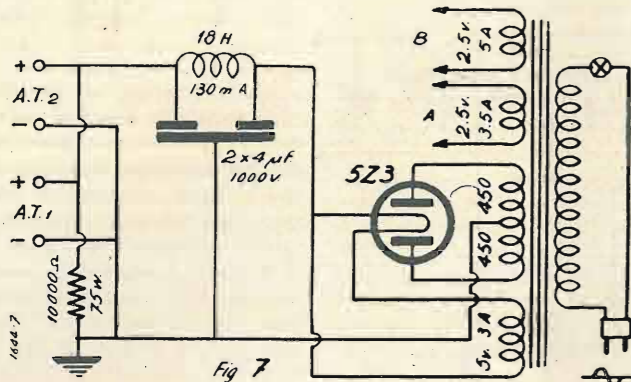 18 H.
130 m A
2 x 4 µF
1000 v.
+
A.T.2
-
+
A.T.1
-
10000 Ω
75 w.
B
2.5 v.
5 A
A
2.5 v.
3.5 A
5Z3
450
450
5 v. 3 A
1644-7
Fig 7